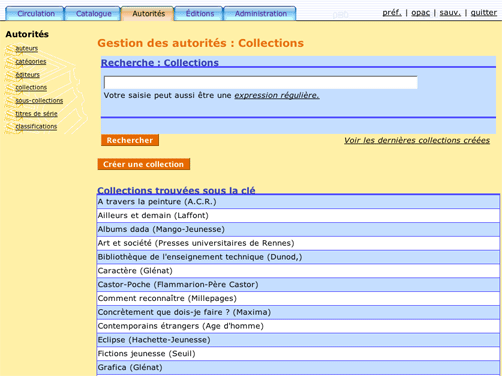 Circulation Catalogue Autorités Éditions Administration préf. | opac | sauv. | quitter
Autorités
auteurs
catégories
éditeurs
collections
sous-collections
titres de série
classifications
Gestion des autorités : Collections
Recherche : Collections
Votre saisie peut aussi être une expression régulière.
Rechercher Voir les dernières collections créées
Créer une collection
Collections trouvées sous la clé
A travers la peinture (A.C.R.)
Ailleurs et demain (Laffont)
Albums dada (Mango-Jeunesse)
Art et société (Presses universitaires de Rennes)
Bibliothèque de l'enseignement technique (Dunod,)
Caractère (Glénat)
Castor-Poche (Flammarion-Père Castor)
Comment reconnaître (Millepages)
Concrètement que dois-je faire ? (Maxima)
Contemporains étrangers (Age d'homme)
Eclipse (Hachette-Jeunesse)
Fictions jeunesse (Seuil)
Grafica (Glénat)